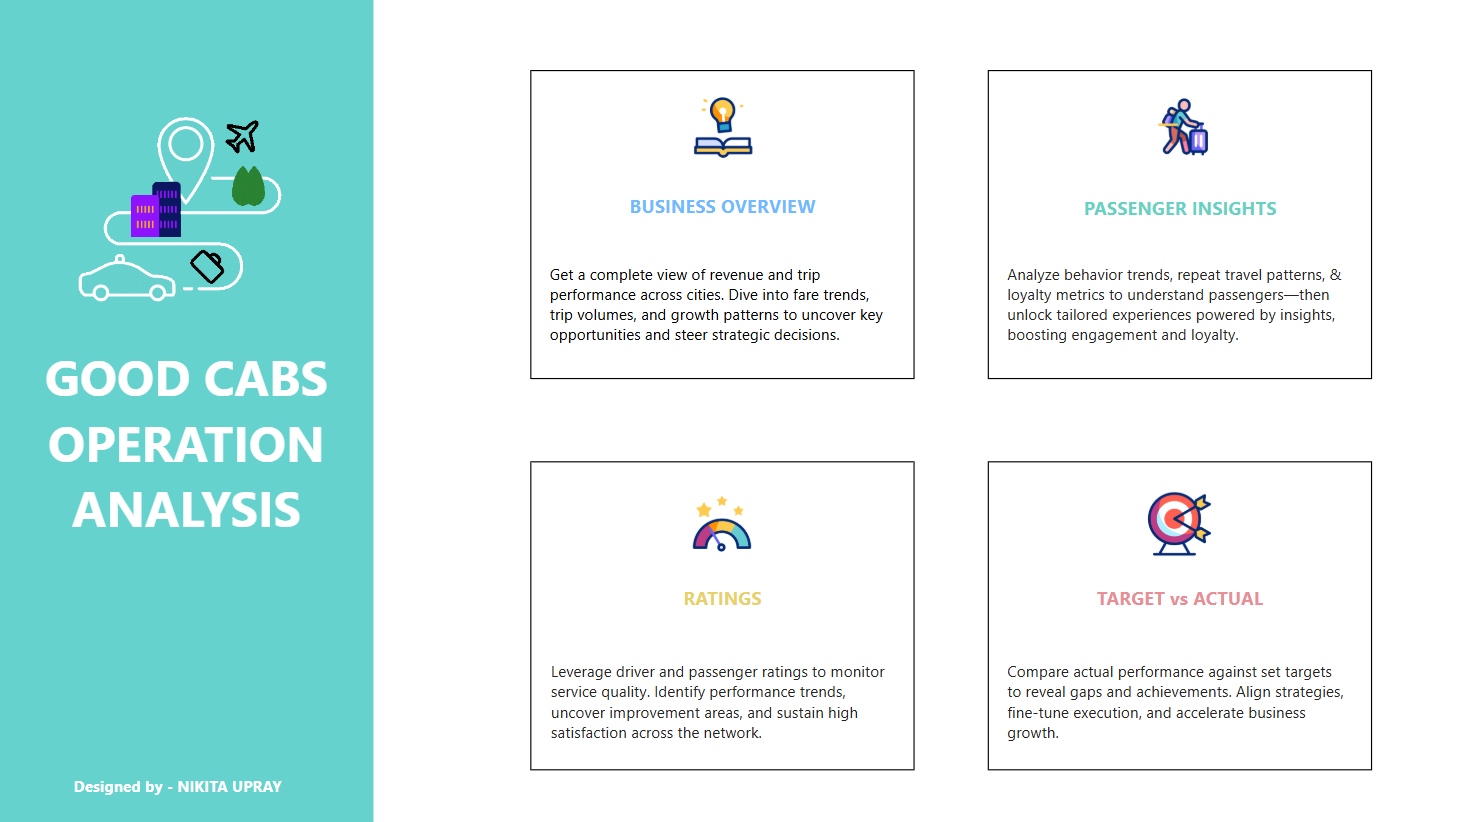 GOOD CABS
OPERATION
ANALYSIS
Designed by - NIKITA UPRAY
BUSINESS OVERVIEW
Get a complete view of revenue and trip
performance across cities. Dive into fare trends,
trip volumes, and growth patterns to uncover key
opportunities and steer strategic decisions.
PASSENGER INSIGHTS
Analyze behavior trends, repeat travel patterns, &
loyalty metrics to understand passengers—then
unlock tailored experiences powered by insights,
boosting engagement and loyalty.
RATINGS
Leverage driver and passenger ratings to monitor
service quality. Identify performance trends,
uncover improvement areas, and sustain high
satisfaction across the network.
TARGET vs ACTUAL
Compare actual performance against set targets
to reveal gaps and achievements. Align strategies,
fine-tune execution, and accelerate business
growth.